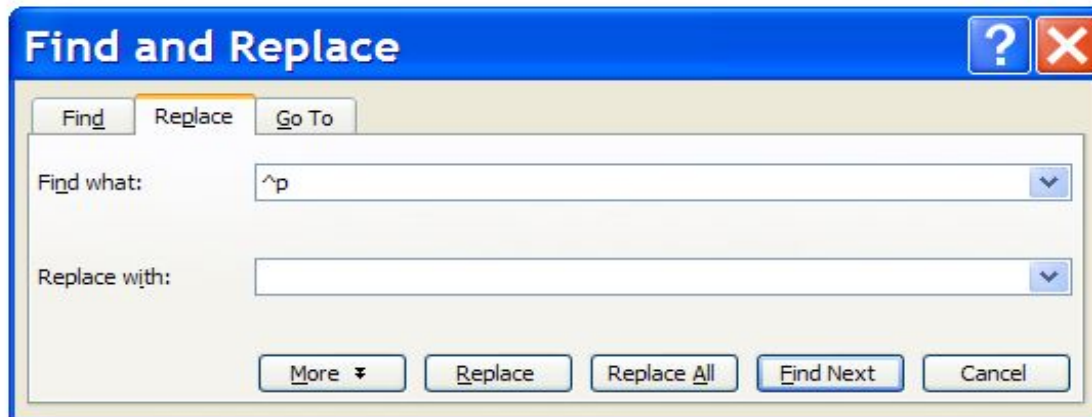 Find and Replace
Find Replace Go To
Find what: ^p
Replace with:
More Replace Replace All Find Next Cancel